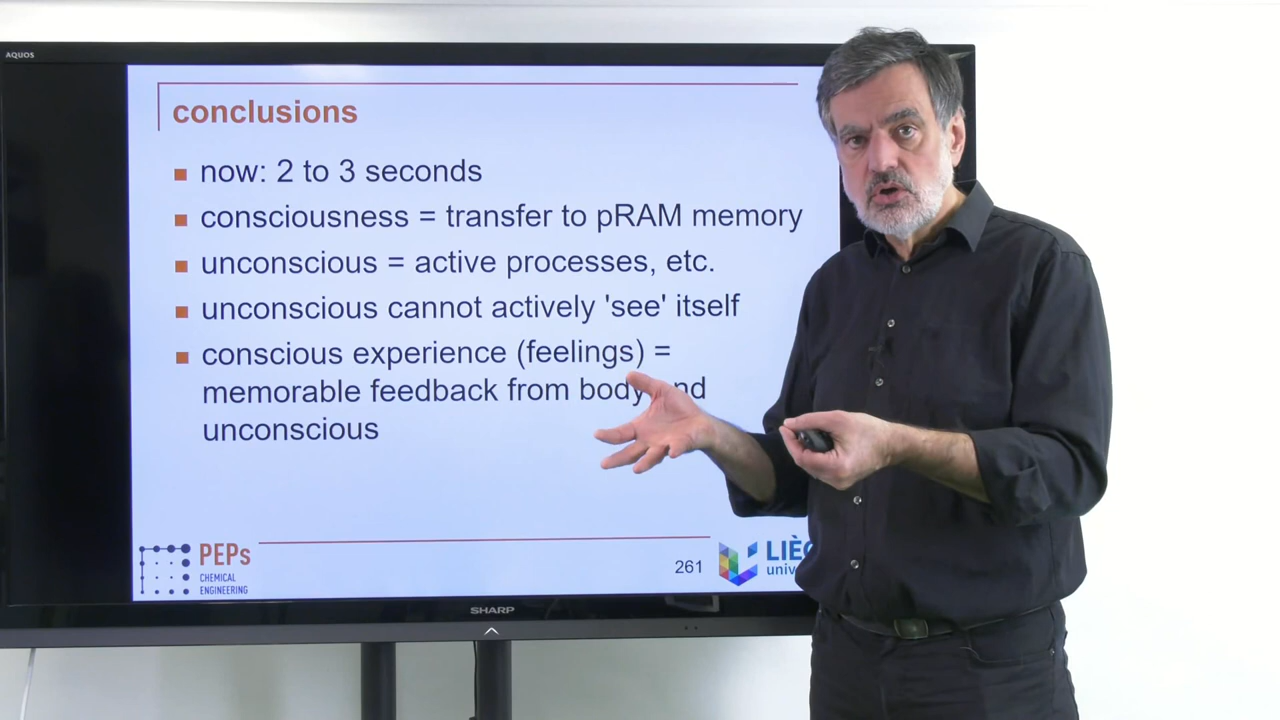 AQUOS
conclusions
now: 2 to 3 seconds
consciousness = transfer to pRAM memory
unconscious = active processes, etc.
unconscious cannot actively 'see' itself
conscious experience (feelings) =
memorable feedback from body
unconscious
PEPs
CHEMICAL
ENGINEERING
261
SHARP